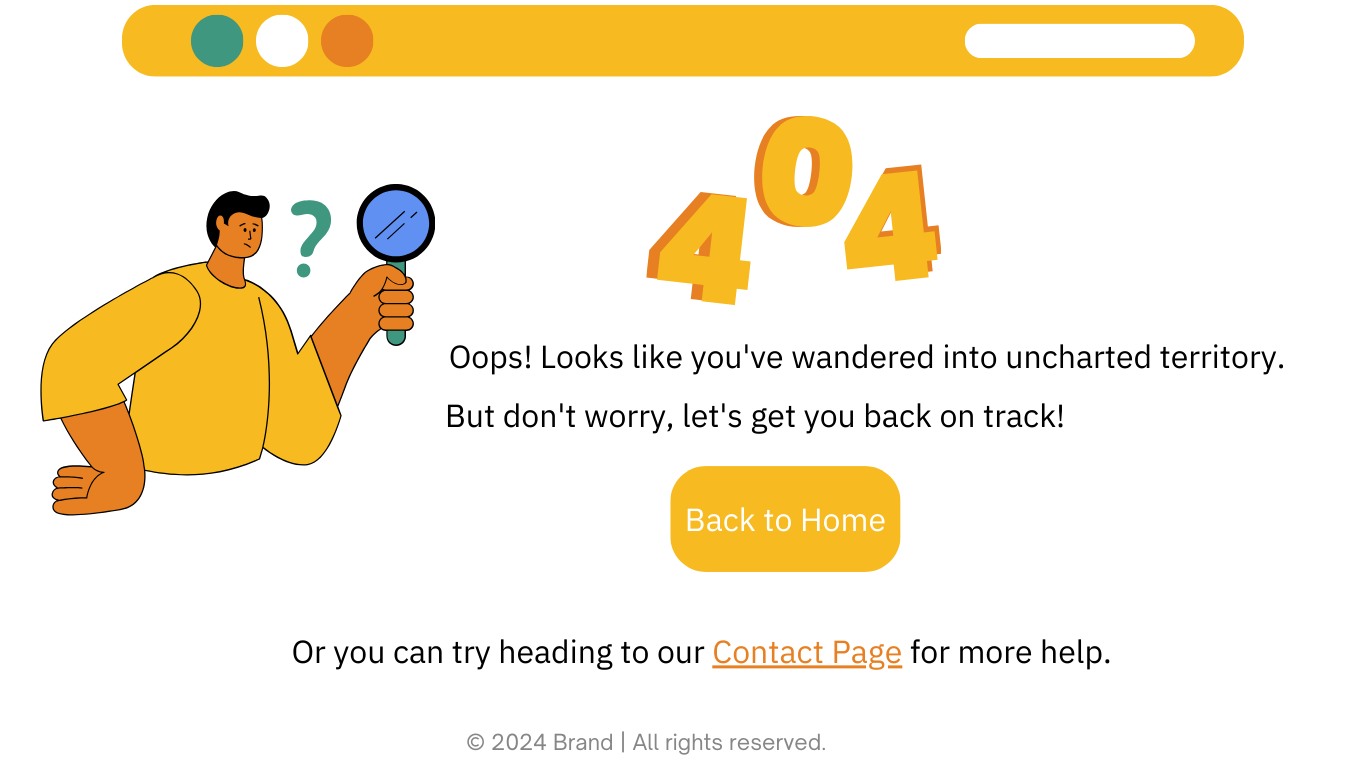 404
?
Oops! Looks like you've wandered into uncharted territory.
But don't worry, let's get you back on track!
Back to Home
Or you can try heading to our Contact Page for more help.
© 2024 Brand | All rights reserved.